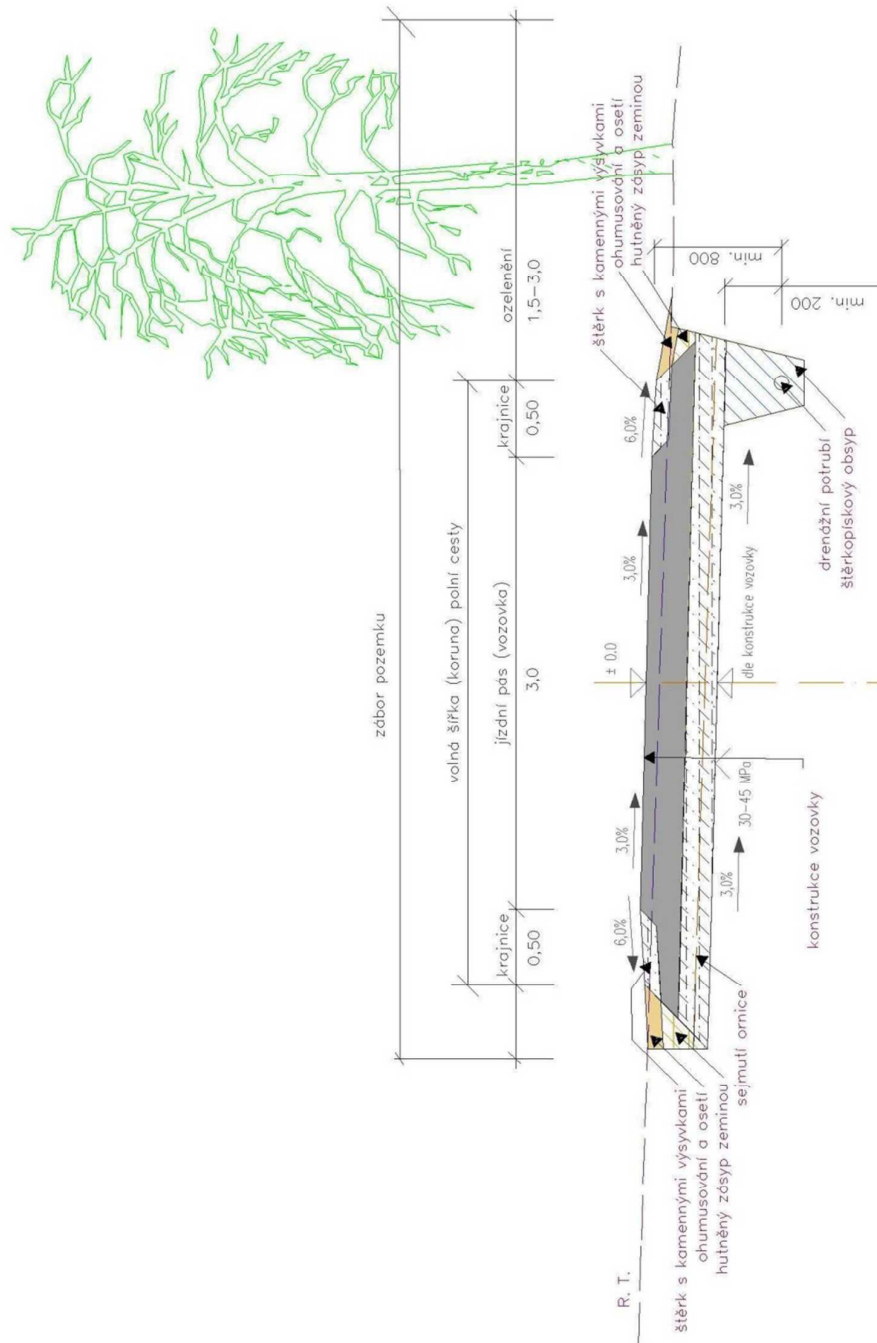 zábor pozemku
volná šířka (koruna) polní cesty
krajnice
jízdní pás (vozovka)
krajnice
ozelenění
0,50
3,0
0,50
1,5–3,0
štěrk s kamennými výsyvkami
ohumusování a osetí
hutněný zásyp zeminou
6,0%
3,0%
± 0.0
3,0%
6,0%
R. T.
min. 800
min. 200
3,0%
30–45 MPa
dle konstrukce vozovky
3,0%
štěrk s kamennými výsyvkami
ohumusování a osetí
hutněný zásyp zeminou
sejmutí ornice
konstrukce vozovky
drenážní potrubí
štěrkopískový obsyp